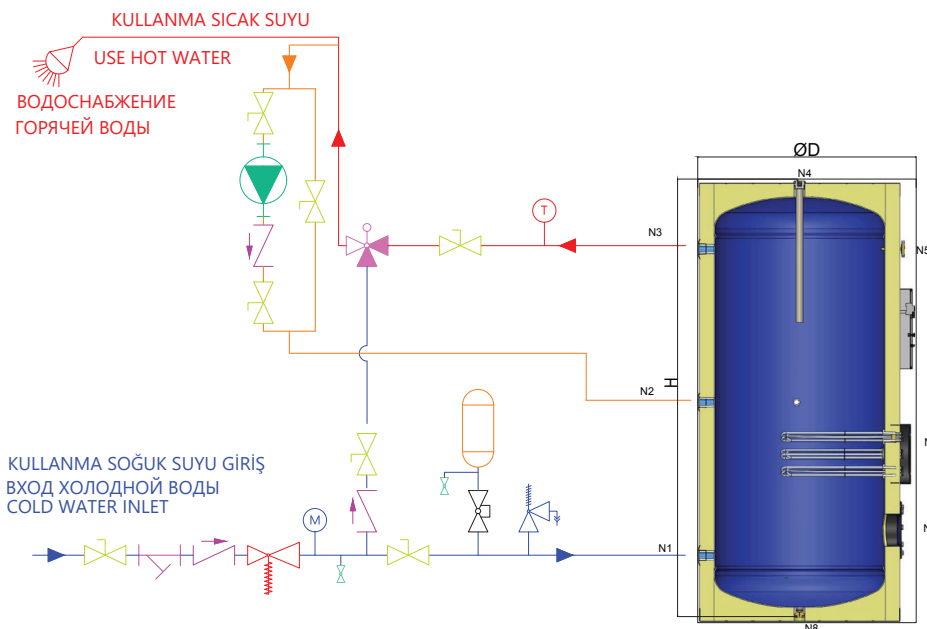 KULLANMA SICAK SUYU
USE HOT WATER
ВОДОСНАБЖЕНИЕ
ГОРЯЧЕЙ ВОДЫ
ØD
N4
T
N3
N5
H
N2
KULLANMA SOĞUK SUYU GİRİŞ
ВХОД ХОЛОДНОЙ ВОДЫ
COLD WATER INLET
M
N1
N8